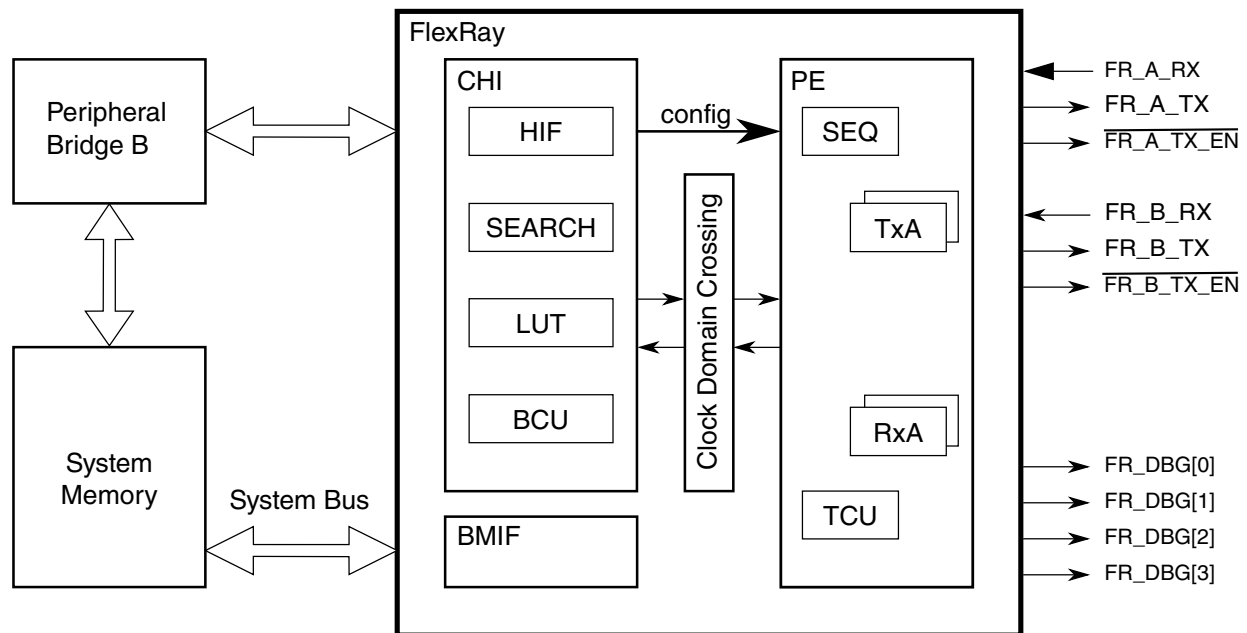 FlexRay
Peripheral
Bridge B
System
Memory
System Bus
CHI
HIF
SEARCH
LUT
BCU
BMIF
config
Clock Domain Crossing
PE
SEQ
TxA
RxA
TCU
FR_A_RX
FR_A_TX
FR_A_TX_EN
FR_B_RX
FR_B_TX
FR_B_TX_EN
FR_DBG[0]
FR_DBG[1]
FR_DBG[2]
FR_DBG[3]